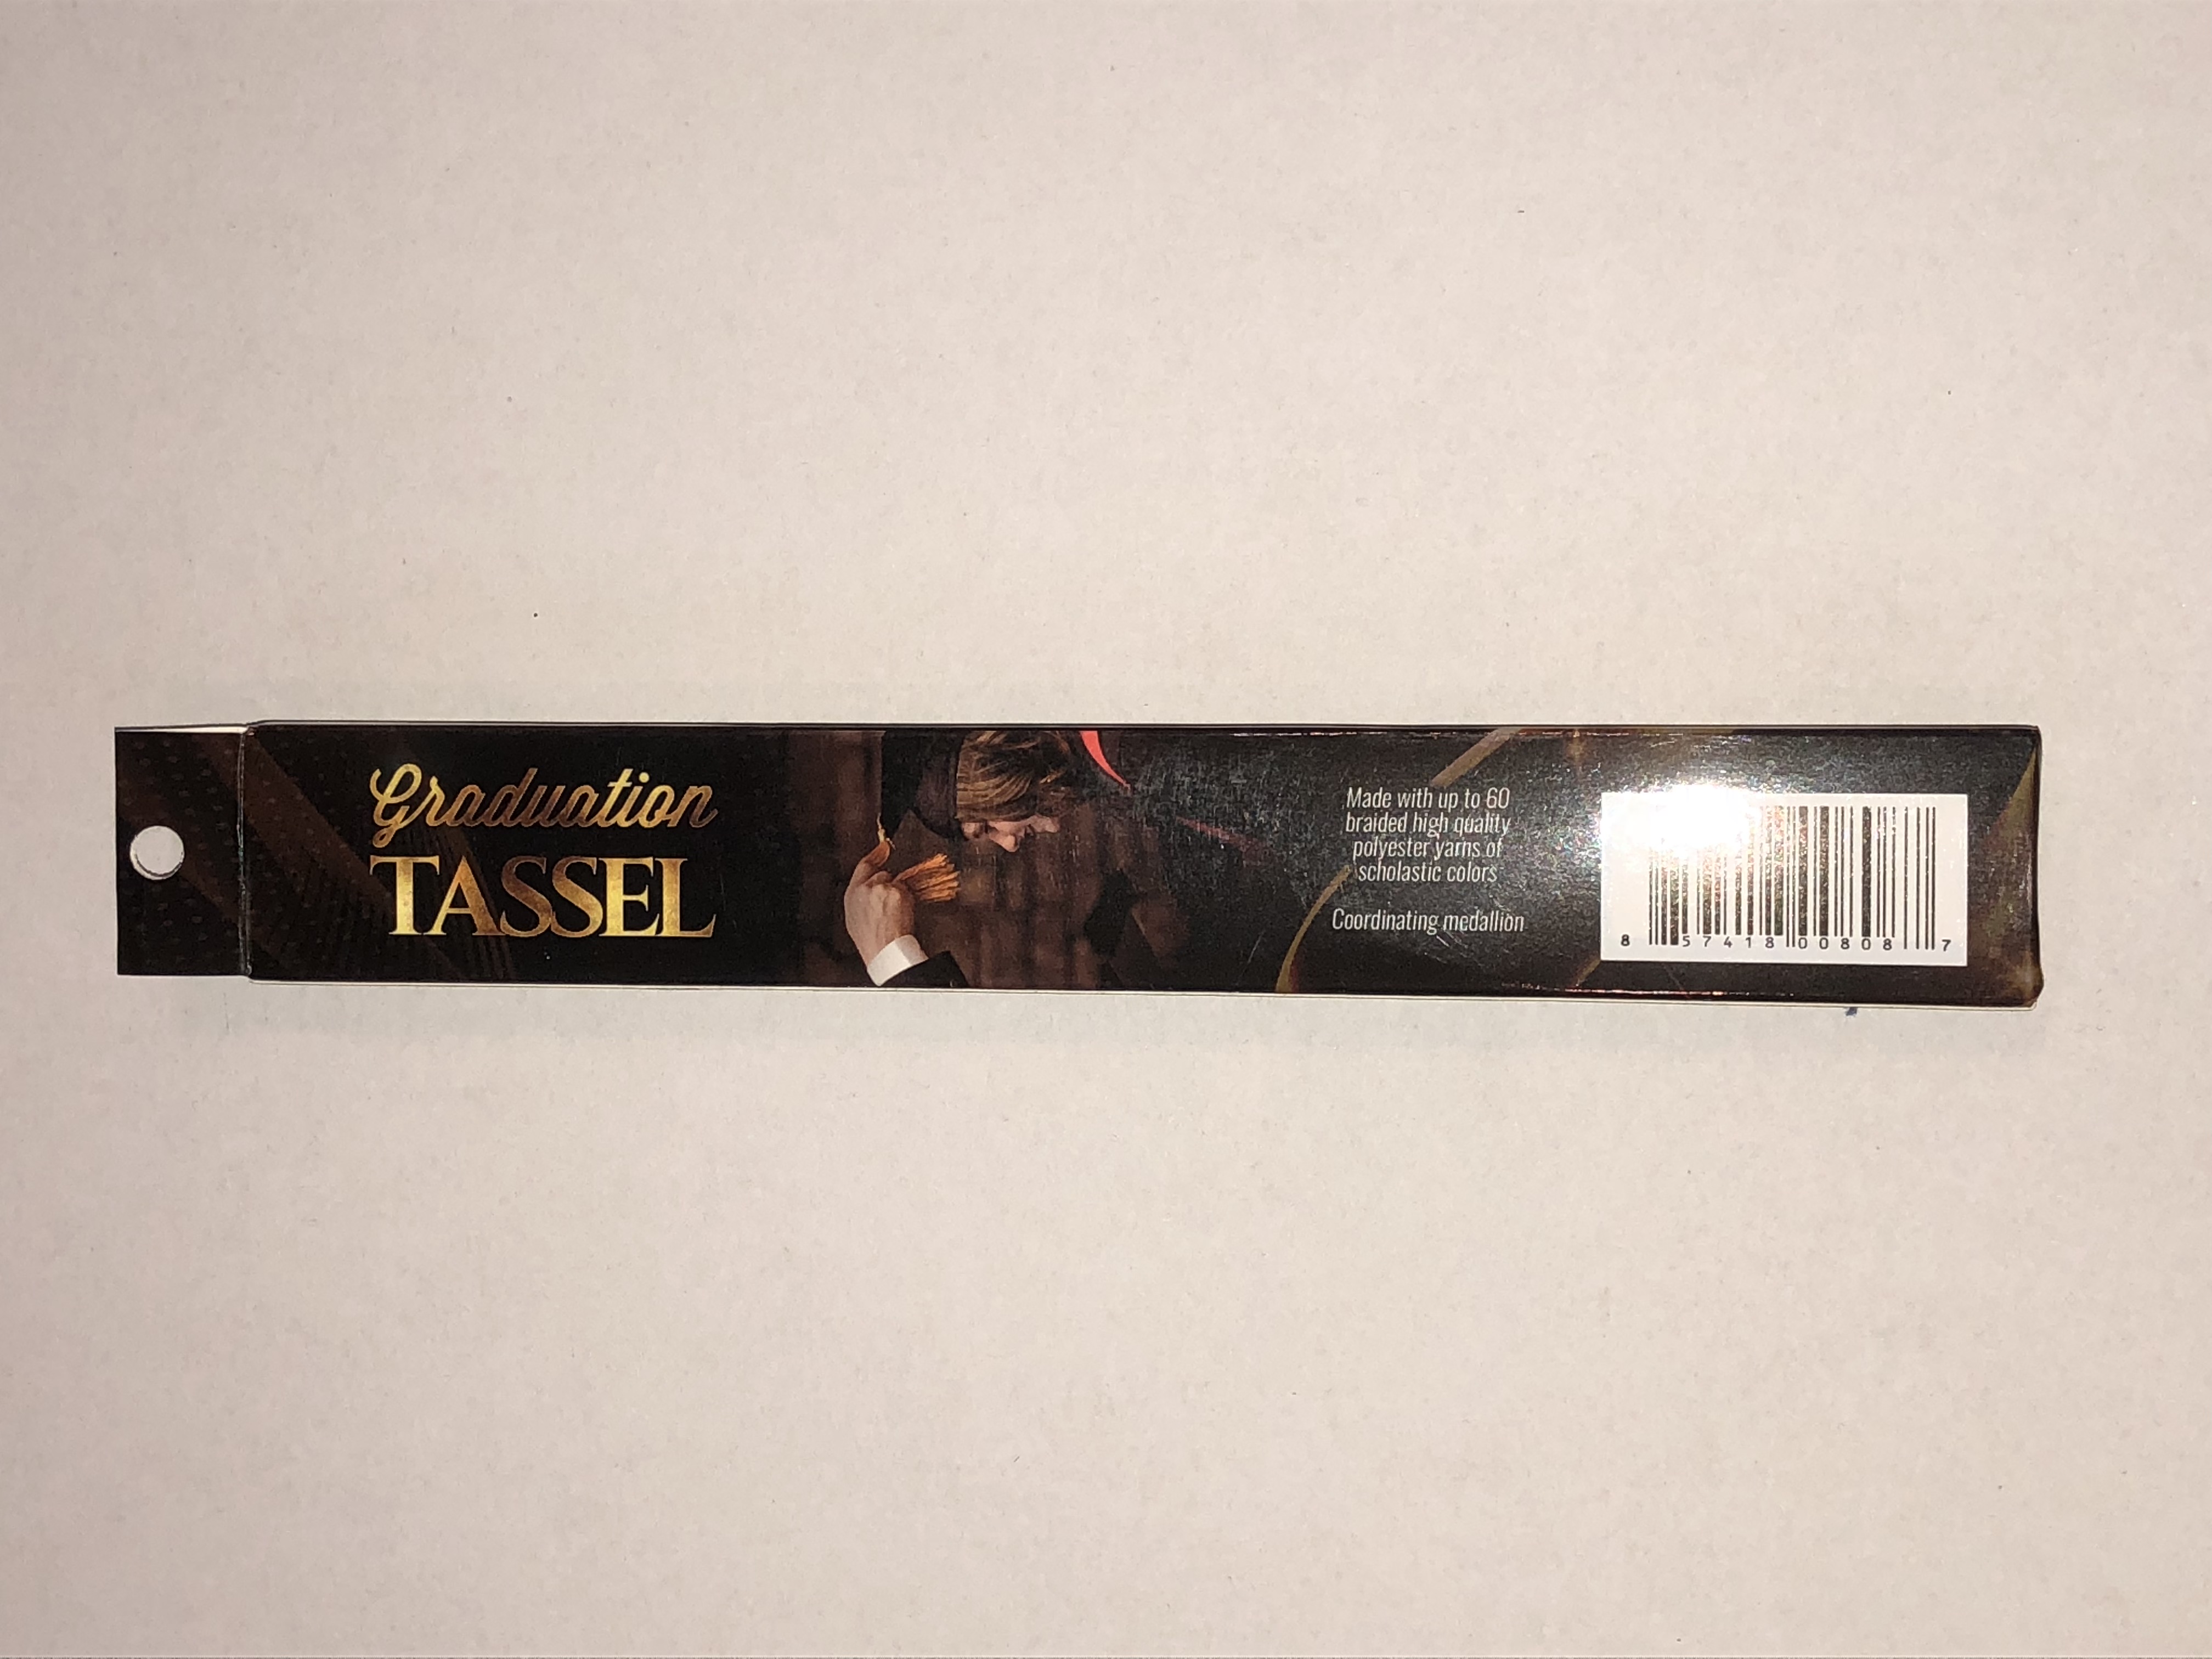 Graduation
TASSEL
Made with up to 60
braided high quality
polyester yarns of
scholastic colors
Coordinating medallion
8 57418 00808 7